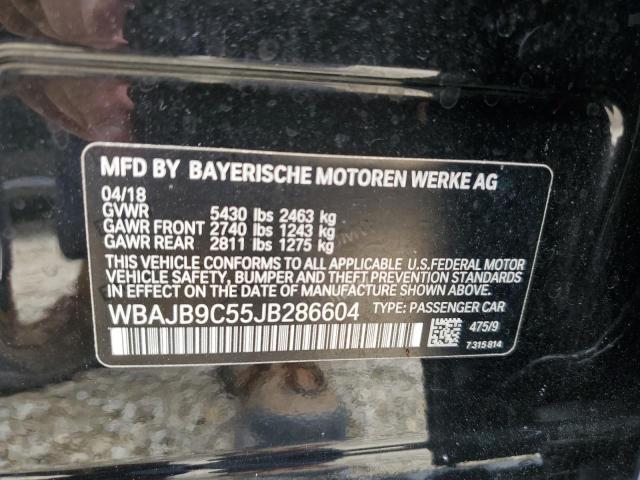 MFD BY BAYERISCHE MOTOREN WERKE AG
04/18
GVWR 5430 lbs 2463 kg
GAWR FRONT 2740 lbs 1243 kg
GAWR REAR 2811 lbs 1275 kg
THIS VEHICLE CONFORMS TO ALL APPLICABLE U.S.FEDERAL MOTOR
VEHICLE SAFETY, BUMPER AND THEFT PREVENTION STANDARDS
IN EFFECT ON THE DATE OF MANUFACTURE SHOWN ABOVE.
WBAJB9C55JB286604 TYPE: PASSENGER CAR
475/9
7 315 814